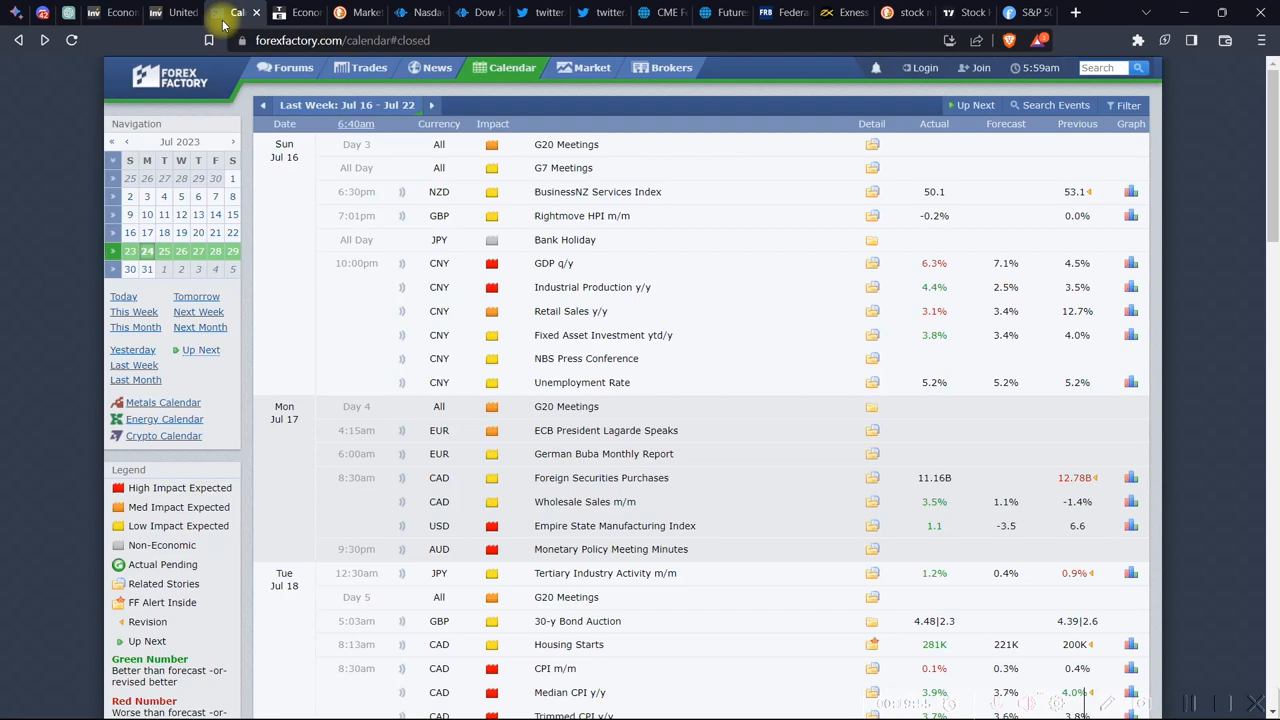 Econo
United
Cal
Econo
Market
Nasda
Dow Jo
twitter
twitter
CME F
Future
Federa
Exness
stock m
Stock H
S&P 50
forexfactory.com/calendar#closed
FOREX FACTORY
Forums Trades News Calendar Market Brokers
Login Join 5:59am Search
Navigation
« ‹ Jul 2023 ›
S M T W T F S
25 26 27 28 29 30 1
2 3 4 5 6 7 8
9 10 11 12 13 14 15
16 17 18 19 20 21 22
23 24 25 26 27 28 29
30 31 1 2 3 4 5
Today Tomorrow
This Week Next Week
This Month Next Month
Yesterday Up Next
Last Week
Last Month
Metals Calendar
Energy Calendar
Crypto Calendar
Legend
High Impact Expected
Med Impact Expected
Low Impact Expected
Non-Economic
Actual Pending
Related Stories
FF Alert Inside
Revision
Up Next
Green Number
Better than forecast -or-
revised better
Red Number
Worse than forecast -or-
Last Week: Jul 16 - Jul 22 Up Next Search Events Filter
Date 6:40am Currency Impact Detail Actual Forecast Previous Graph
Sun Jul 16 Day 3 All G20 Meetings
All Day All G7 Meetings
6:30pm NZD BusinessNZ Services Index 50.1 53.1
7:01pm GBP Rightmove HPI m/m -0.2% 0.0%
All Day JPY Bank Holiday
10:00pm CNY GDP q/y 6.3% 7.1% 4.5%
CNY Industrial Production y/y 4.4% 2.5% 3.5%
CNY Retail Sales y/y 3.1% 3.4% 12.7%
CNY Fixed Asset Investment ytd/y 3.8% 3.4% 4.0%
CNY NBS Press Conference
CNY Unemployment Rate 5.2% 5.2% 5.2%
Mon Jul 17 Day 4 All G20 Meetings
4:15am EUR ECB President Lagarde Speaks
6:00am EUR German Buba Monthly Report
8:30am CAD Foreign Securities Purchases 11.16B 12.78B
CAD Wholesale Sales m/m 3.5% 1.1% -1.4%
USD Empire State Manufacturing Index 1.1 -3.5 6.6
9:30pm AUD Monetary Policy Meeting Minutes
Tue Jul 18 12:30am JPY Tertiary Industry Activity m/m 1.2% 0.4% 0.9%
Day 5 All G20 Meetings
5:03am GBP 30-y Bond Auction 4.48|2.3 4.39|2.6
8:13am CAD Housing Starts 281K 221K 200K
8:30am CAD CPI m/m 0.1% 0.3% 0.4%
CAD Median CPI y/y 3.9% 3.7% 4.0%
CAD Trimmed CPI y/y 3.7% 3.6% 3.8%